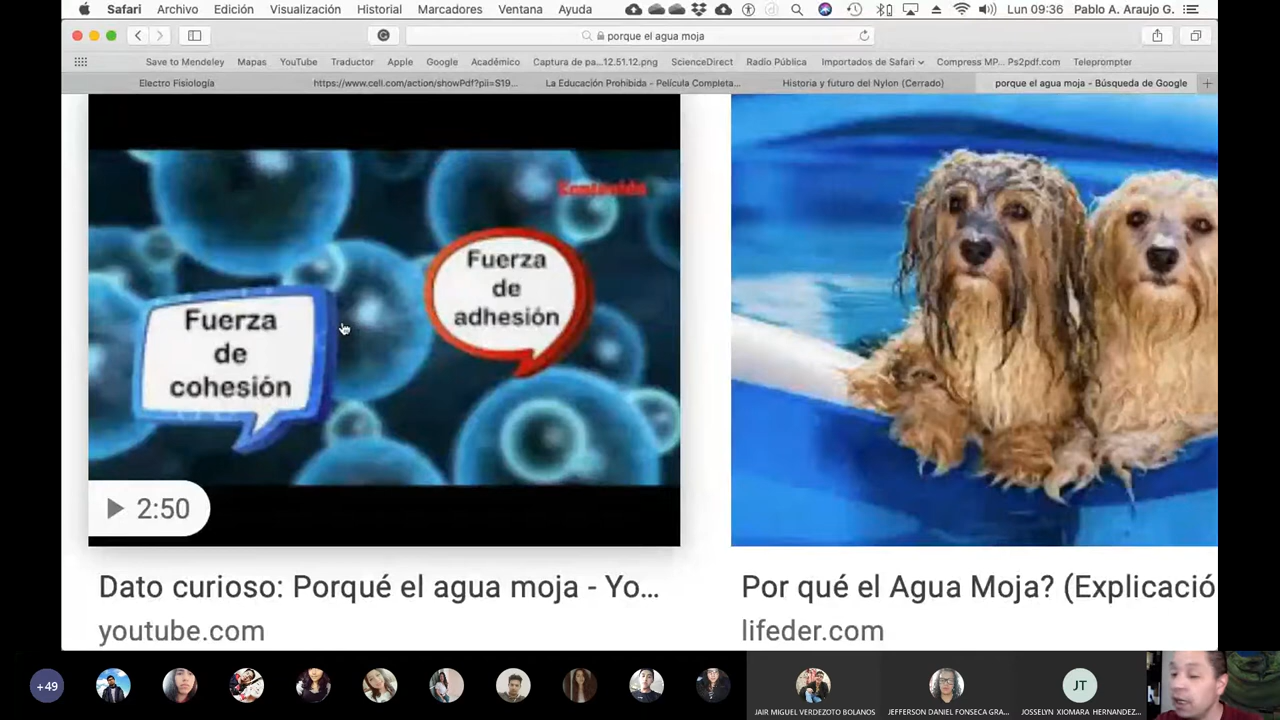 Safari Archivo Edición Visualización Historial Marcadores Ventana Ayuda Lun 09:36 Pablo A. Araujo G.
porque el agua moja
Save to Mendeley Mapas YouTube Traductor Apple Google Académico Captura de pa...12.51.12.png ScienceDirect Radio Pública Importados de Safari Compress MP... Ps2pdf.com Teleprompter
Electro Fisiología https://www.cell.com/action/showPdf?pii=S19... La Educación Prohibida - Película Completa... Historia y futuro del Nylon (Cerrado) porque el agua moja - Búsqueda de Google
Contenido
Fuerza
de
adhesión
Fuerza
de
cohesión
2:50
Dato curioso: Porqué el agua moja - Yo...
youtube.com
Por qué el Agua Moja? (Explicació
lifeder.com
+49
JT
JAIR MIGUEL VERDEZOTO BOLANOS
JEFFERSON DANIEL FONSECA GRA...
JOSSELYN XIOMARA HERNANDEZ...